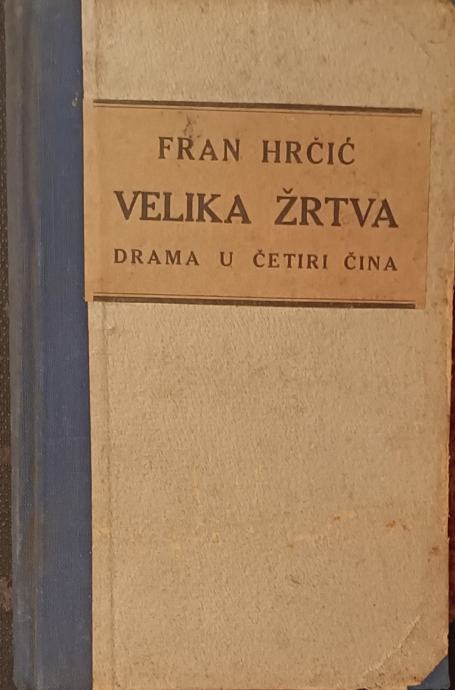 FRAN HRČIĆ
VELIKA ŽRTVA
DRAMA U ČETIRI ČINA